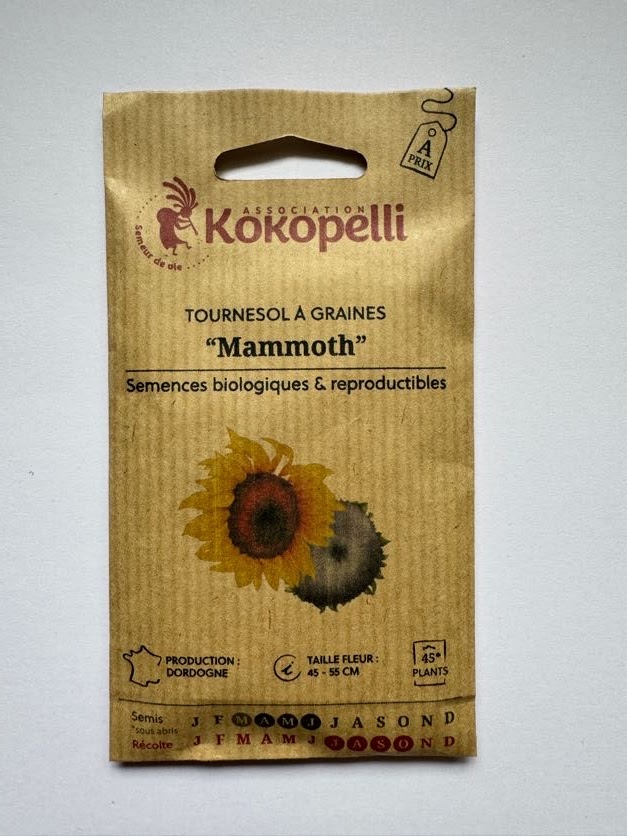 A
PRIX
ASSOCIATION
Kokopelli
Semeur de vie
TOURNESOL À GRAINES
“Mammoth”
Semences biologiques & reproductibles
PRODUCTION :
DORDOGNE
TAILLE FLEUR :
45 - 55 CM
45*
PLANTS
Semis J F M A M J J A S O N D
*sous abris
Récolte J F M A M J J A S O N D